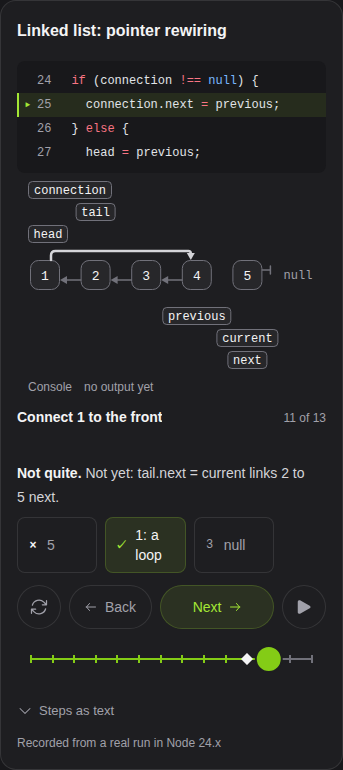 Linked list: pointer rewiring
24 if (connection !== null) {
▸ 25 connection.next = previous;
26 } else {
27 head = previous;
connection
tail
head
1 2 3 4 5 null
previous
current
next
Console no output yet
Connect 1 to the front 11 of 13
Not quite. Not yet: tail.next = current links 2 to
5 next.
× 5
✓ 1: a
loop
3 null
← Back
Next →
Steps as text
Recorded from a real run in Node 24.x